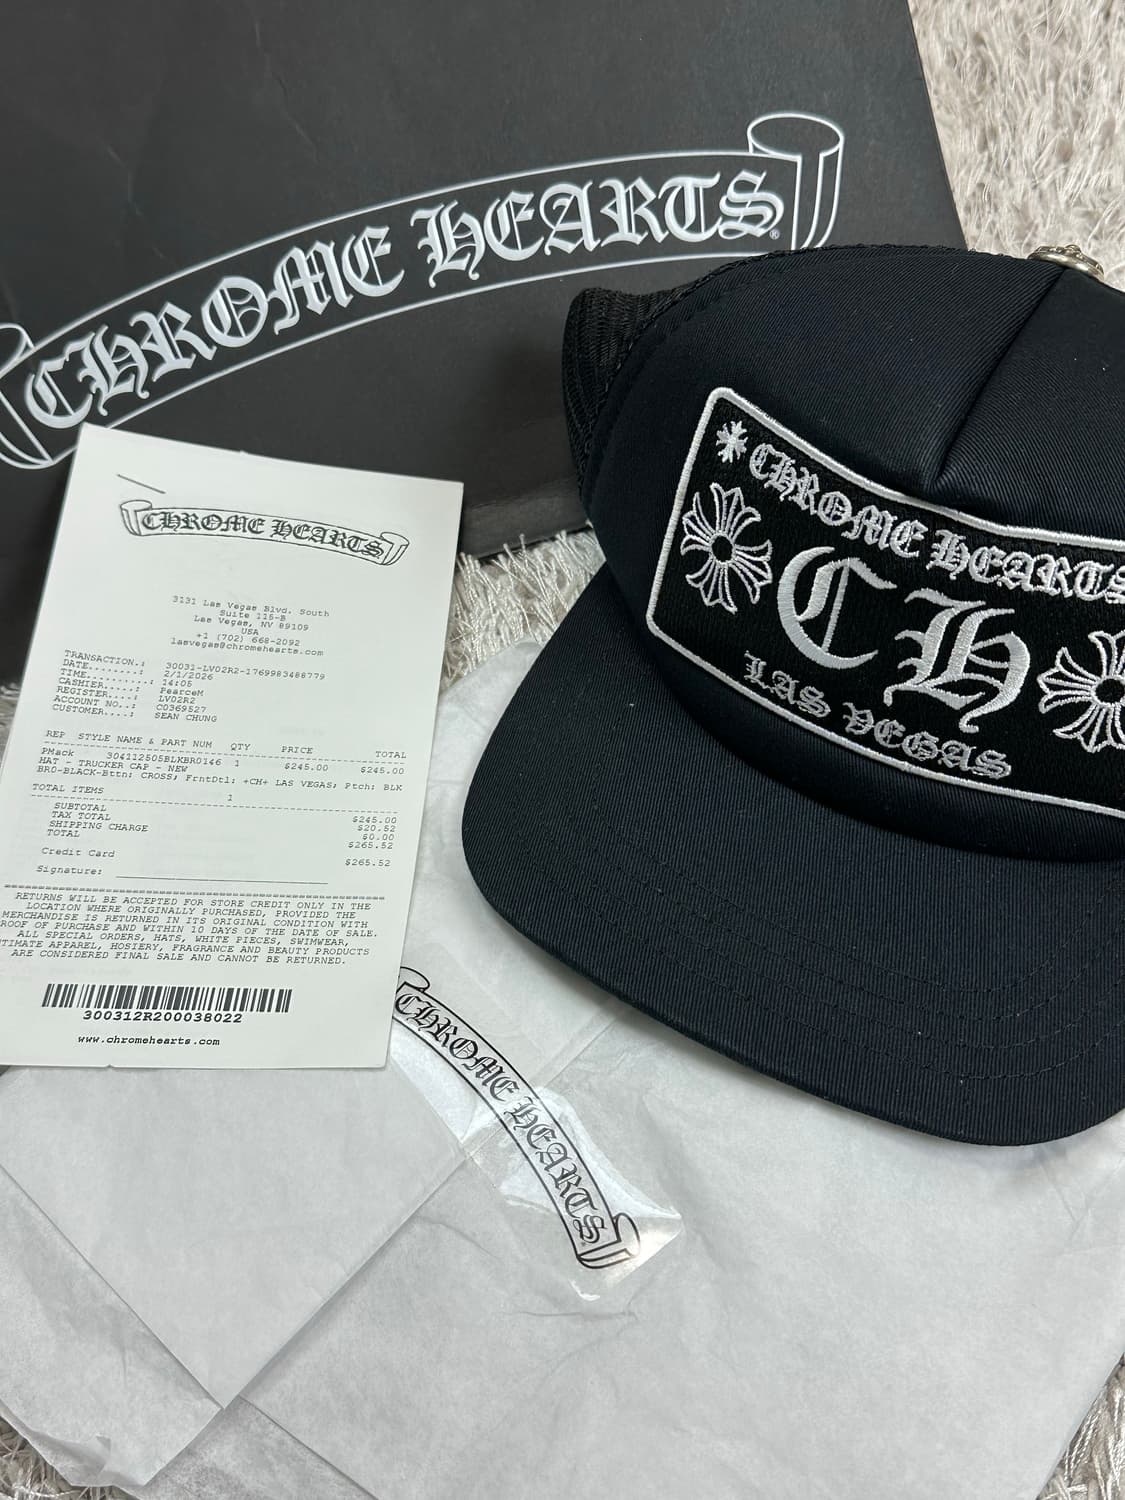 CHROME HEARTS®
CHROME HEARTS
3131 Las Vegas Blvd. South
Suite 115-B
Las Vegas, NV 89109
USA
+1 (702) 668-2092
lasvegas@chromehearts.com
TRANSACTION.: 30031-LV02R2-1769983488779
DATE........: 2/1/2026
TIME..........: 14:05
CASHIER.....: PearceM
REGISTER....: LV02R2
ACCOUNT NO..: C0369527
CUSTOMER....: SEAN CHUNG
REP STYLE NAME & PART NUM QTY PRICE TOTAL
PMack 304112505BLKBR0146 1 $245.00 $245.00
HAT - TRUCKER CAP - NEW
BR0-BLACK-Bttn: CROSS; FrntDtl: +CH+ LAS VEGAS; Ptch: BLK
TOTAL ITEMS 1
SUBTOTAL $245.00
TAX TOTAL $20.52
SHIPPING CHARGE $0.00
TOTAL $265.52
Credit Card $265.52
Signature:
RETURNS WILL BE ACCEPTED FOR STORE CREDIT ONLY IN THE
LOCATION WHERE ORIGINALLY PURCHASED, PROVIDED THE
MERCHANDISE IS RETURNED IN ITS ORIGINAL CONDITION WITH
ROOF OF PURCHASE AND WITHIN 10 DAYS OF THE DATE OF SALE.
ALL SPECIAL ORDERS, HATS, WHITE PIECES, SWIMWEAR,
TIMATE APPAREL, HOSIERY, FRAGRANCE AND BEAUTY PRODUCTS
ARE CONSIDERED FINAL SALE AND CANNOT BE RETURNED.
300312R200038022
www.chromehearts.com
CHROME HEARTS
CH
LAS VEGAS
CHROME HEARTS